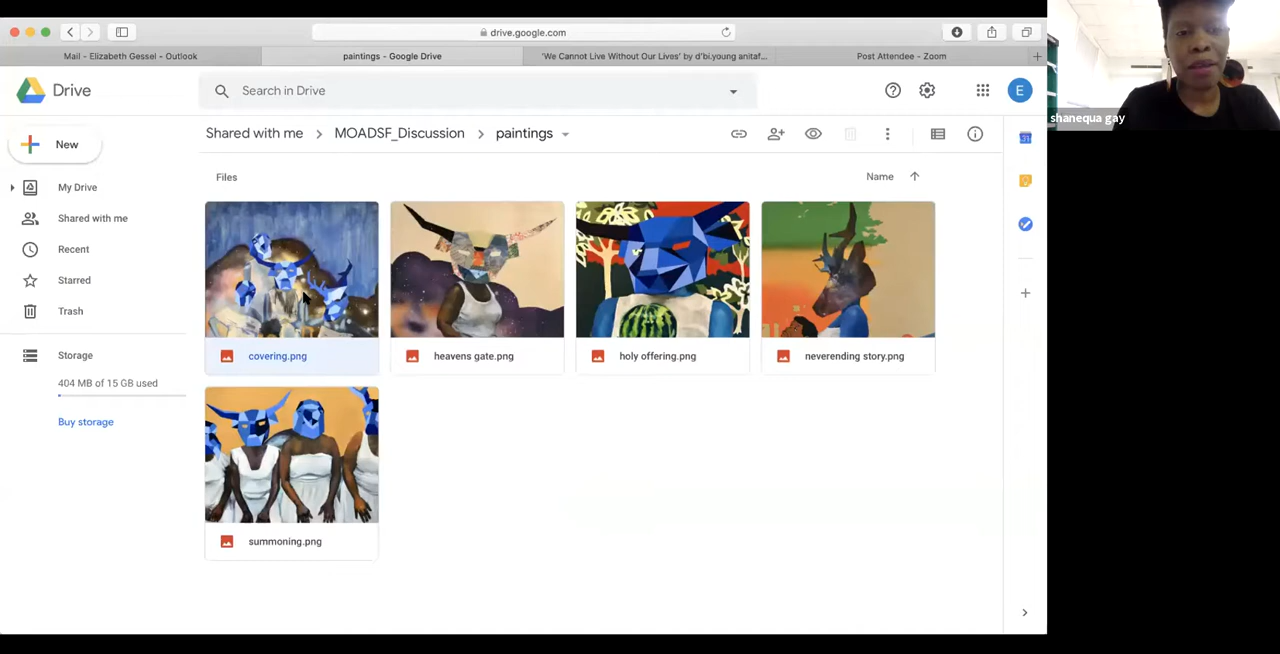 drive.google.com
Mail - Elizabeth Gessel - Outlook
paintings - Google Drive
'We Cannot Live Without Our Lives' by d'bi.young anitaf...
Post Attendee - Zoom
Drive
Search in Drive
E
shanequa gay
New
Shared with me > MOADSF_Discussion > paintings
My Drive
Shared with me
Recent
Starred
Trash
Storage
404 MB of 15 GB used
Buy storage
Files
Name
covering.png
heavens gate.png
holy offering.png
neverending story.png
summoning.png